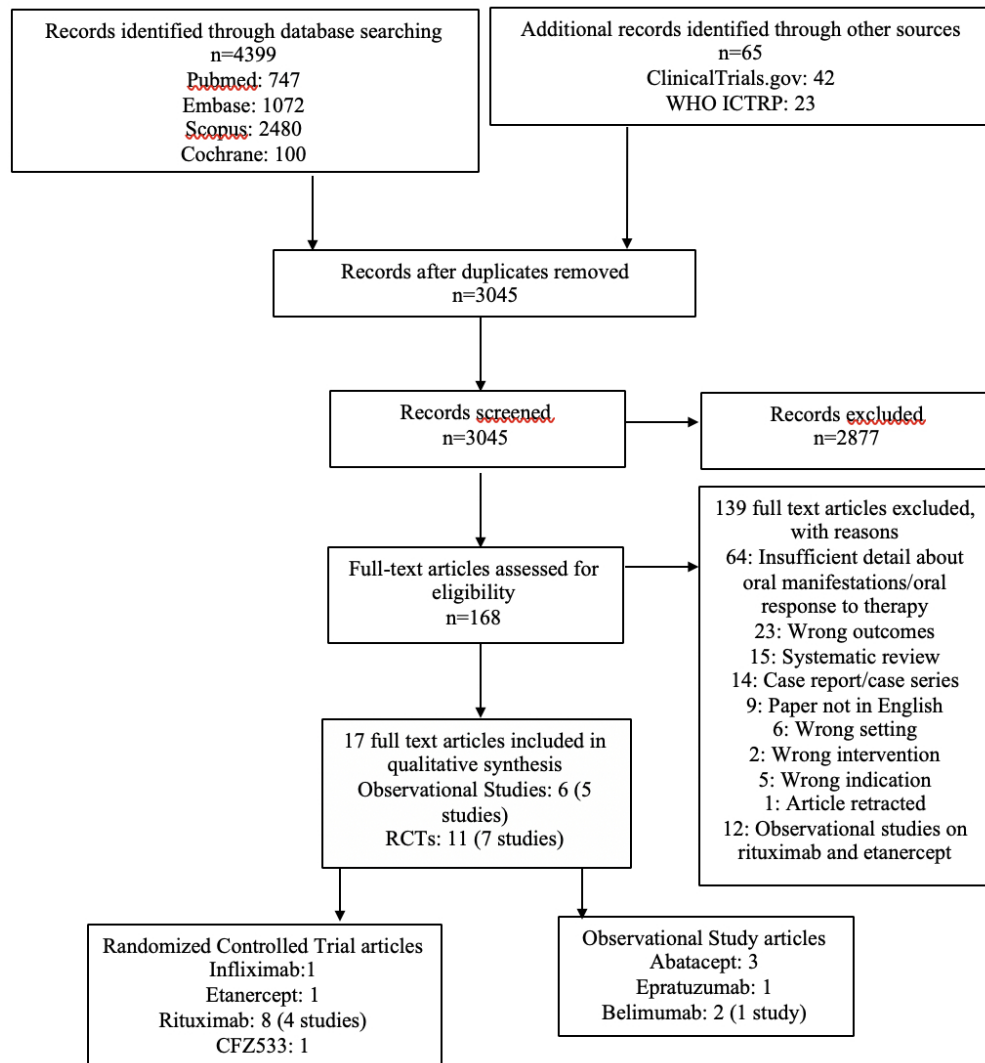 Records identified through database searching
n=4399
Pubmed: 747
Embase: 1072
Scopus: 2480
Cochrane: 100
Additional records identified through other sources
n=65
ClinicalTrials.gov: 42
WHO ICTRP: 23
Records after duplicates removed
n=3045
Records screened
n=3045
Records excluded
n=2877
Full-text articles assessed for
eligibility
n=168
139 full text articles excluded,
with reasons
64: Insufficient detail about
oral manifestations/oral
response to therapy
23: Wrong outcomes
15: Systematic review
14: Case report/case series
9: Paper not in English
6: Wrong setting
2: Wrong intervention
5: Wrong indication
1: Article retracted
12: Observational studies on
rituximab and etanercept
17 full text articles included in
qualitative synthesis
Observational Studies: 6 (5
studies)
RCTs: 11 (7 studies)
Randomized Controlled Trial articles
Infliximab:1
Etanercept: 1
Rituximab: 8 (4 studies)
CFZ533: 1
Observational Study articles
Abatacept: 3
Epratuzumab: 1
Belimumab: 2 (1 study)